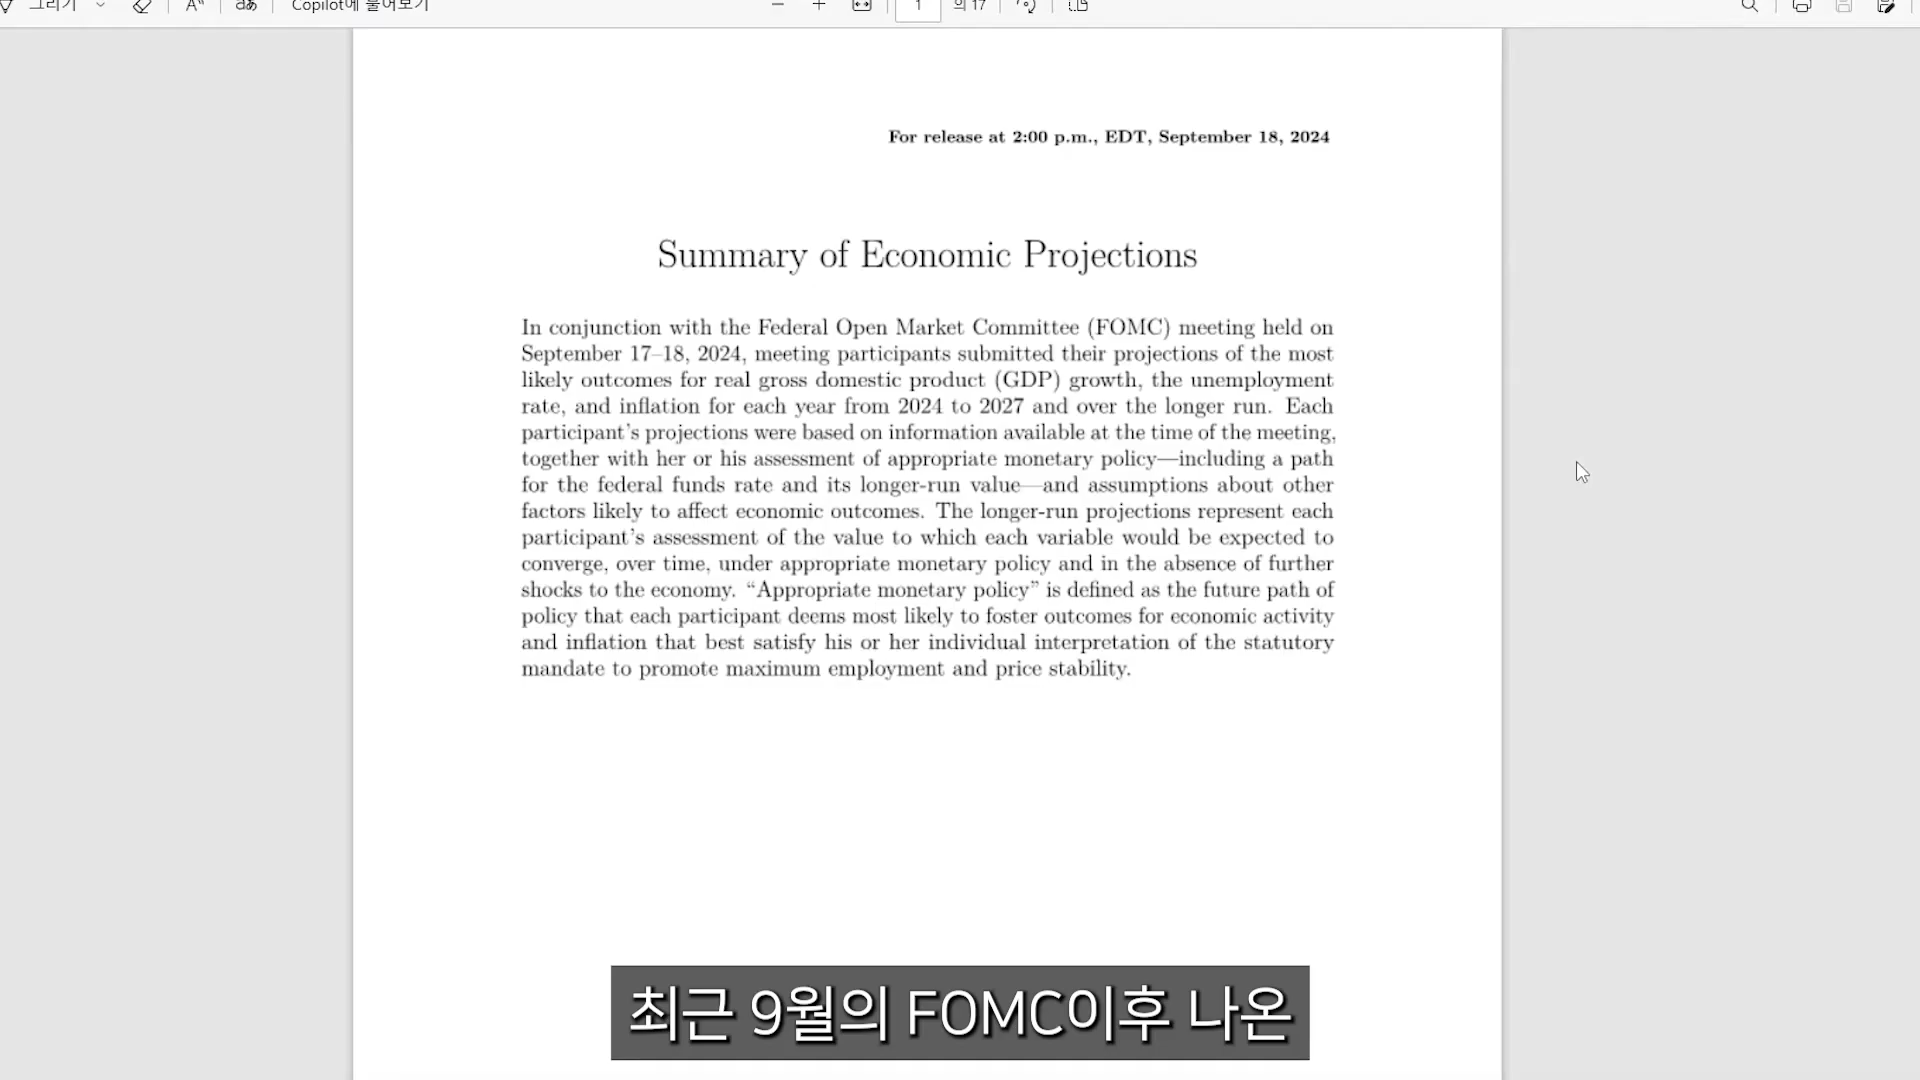 그리기
aあ
Copilot에 물어보기
1
의 17
For release at 2:00 p.m., EDT, September 18, 2024
Summary of Economic Projections
In conjunction with the Federal Open Market Committee (FOMC) meeting held on
September 17–18, 2024, meeting participants submitted their projections of the most
likely outcomes for real gross domestic product (GDP) growth, the unemployment
rate, and inflation for each year from 2024 to 2027 and over the longer run. Each
participant's projections were based on information available at the time of the meeting,
together with her or his assessment of appropriate monetary policy—including a path
for the federal funds rate and its longer-run value—and assumptions about other
factors likely to affect economic outcomes. The longer-run projections represent each
participant's assessment of the value to which each variable would be expected to
converge, over time, under appropriate monetary policy and in the absence of further
shocks to the economy. “Appropriate monetary policy” is defined as the future path of
policy that each participant deems most likely to foster outcomes for economic activity
and inflation that best satisfy his or her individual interpretation of the statutory
mandate to promote maximum employment and price stability.
최근 9월의 FOMC이후 나온